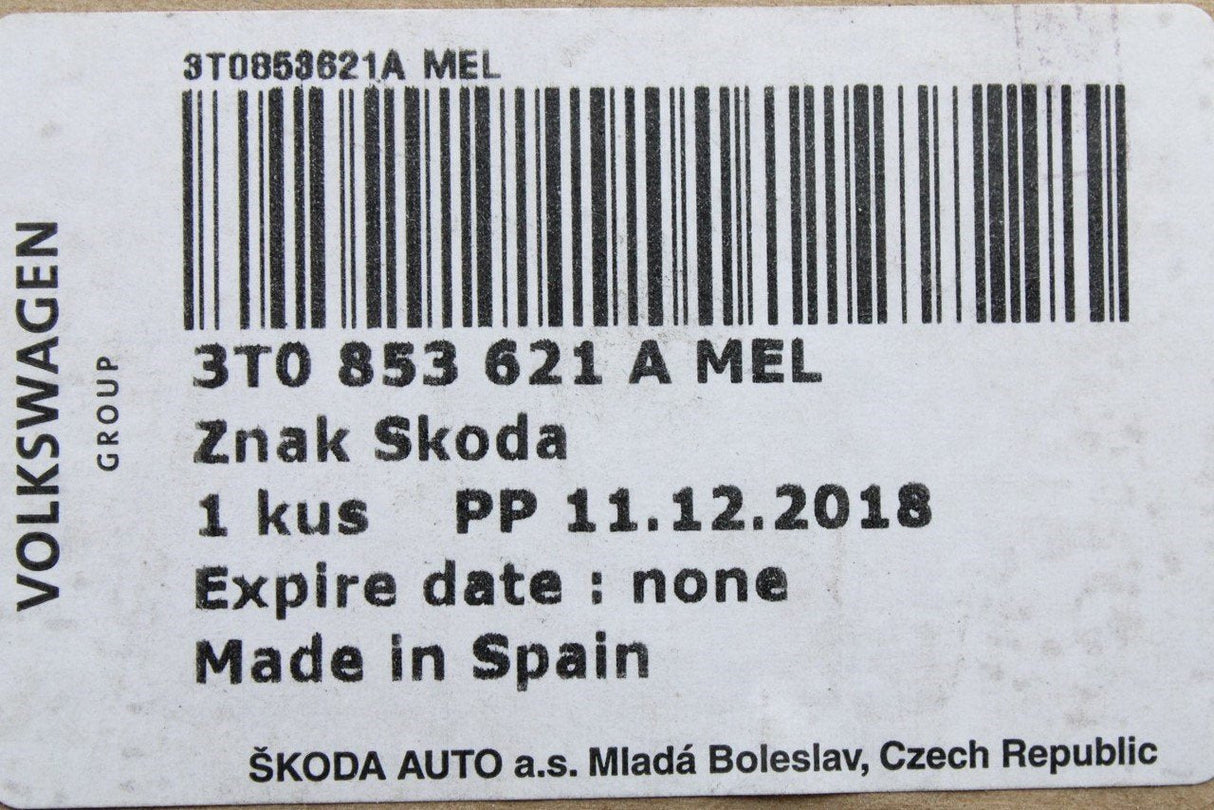 3T0853621A MEL
3T0 853 621 A MEL
Znak Skoda
1 kus PP 11.12.2018
Expire date : none
Made in Spain
ŠKODA AUTO a.s. Mladá Boleslav, Czech Republic
VOLKSWAGEN
GROUP